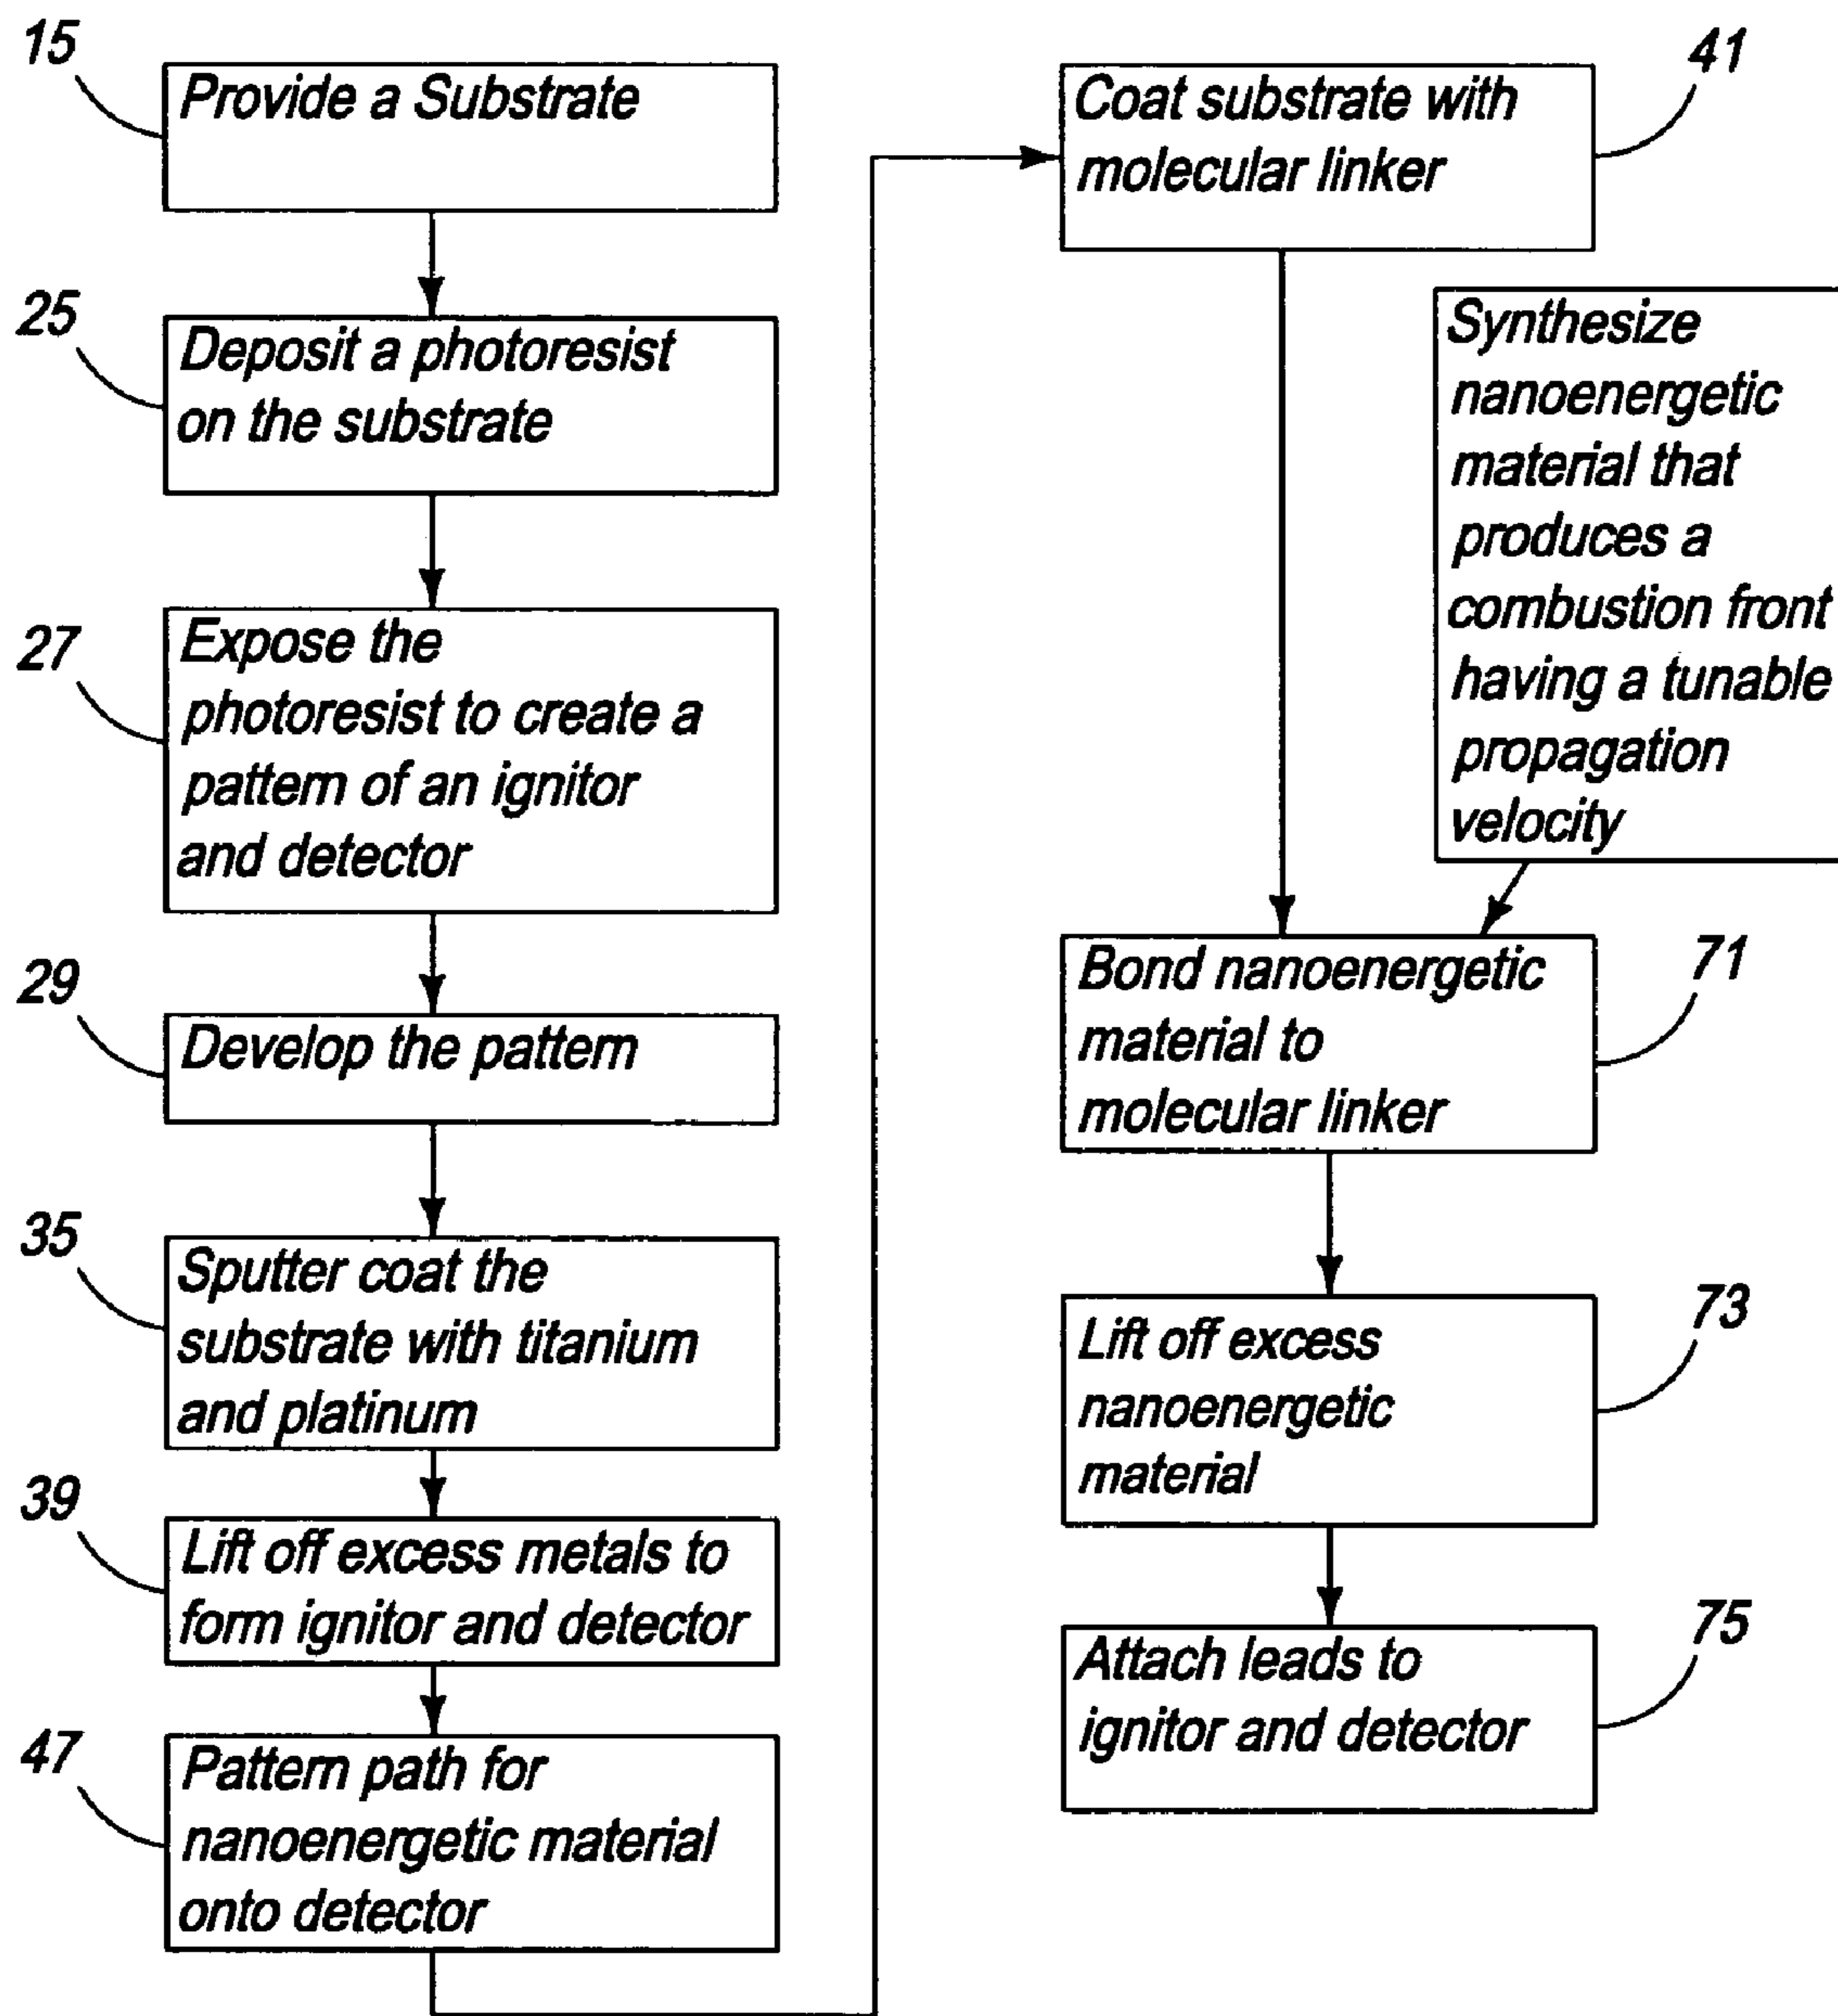 15
Provide a Substrate
25
Deposit a photoresist
on the substrate
27
Expose the
photoresist to create a
pattern of an ignitor
and detector
29
Develop the pattern
35
Sputter coat the
substrate with titanium
and platinum
39
Lift off excess metals to
form ignitor and detector
47
Pattern path for
nanoenergetic material
onto detector
41
Coat substrate with
molecular linker
Synthesize
nanoenergetic
material that
produces a
combustion front
having a tunable
propagation
velocity
71
Bond nanoenergetic
material to
molecular linker
73
Lift off excess
nanoenergetic
material
75
Attach leads to
ignitor and detector